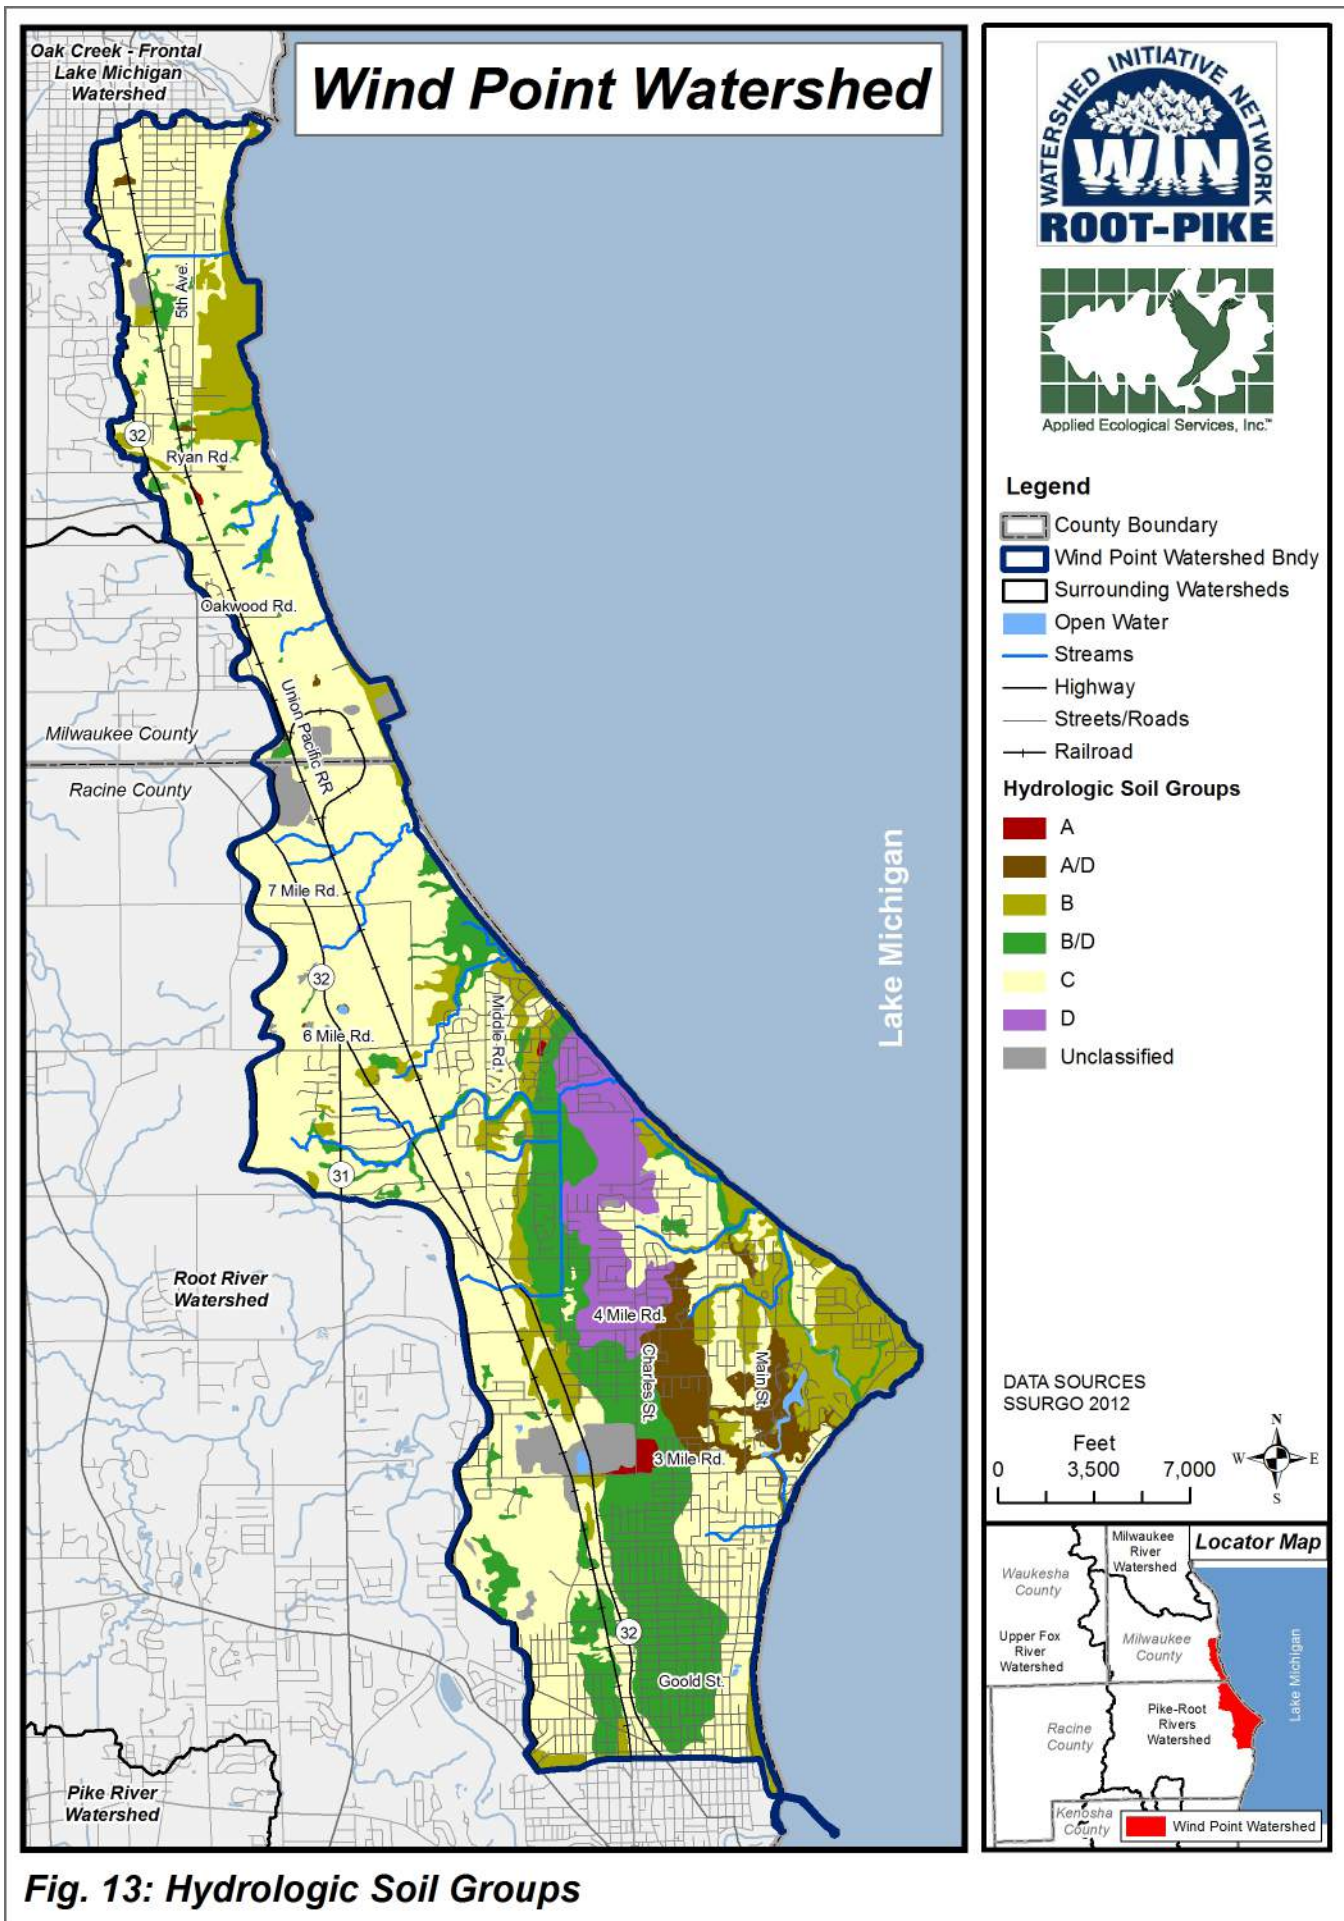 Oak Creek - Frontal
Lake Michigan
Watershed
Wind Point Watershed
5th Ave.
32
Ryan Rd.
Oakwood Rd.
Union Pacific RR
Milwaukee County
Racine County
7 Mile Rd.
32
6 Mile Rd.
Middle Rd.
31
Lake Michigan
Root River
Watershed
4 Mile Rd.
Charles St.
Main St.
3 Mile Rd.
32
Goold St.
Pike River
Watershed
WATERSHED INITIATIVE NETWORK
WIN
ROOT-PIKE
Applied Ecological Services, Inc.™
Legend
County Boundary
Wind Point Watershed Bndy
Surrounding Watersheds
Open Water
Streams
Highway
Streets/Roads
Railroad
Hydrologic Soil Groups
A
A/D
B
B/D
C
D
Unclassified
DATA SOURCES
SSURGO 2012
Feet
0 3,500 7,000
N
W E
S
Locator Map
Milwaukee
River
Watershed
Waukesha
County
Upper Fox
River
Watershed
Milwaukee
County
Lake Michigan
Pike-Root
Rivers
Watershed
Racine
County
Kenosha
County
Wind Point Watershed
Fig. 13: Hydrologic Soil Groups